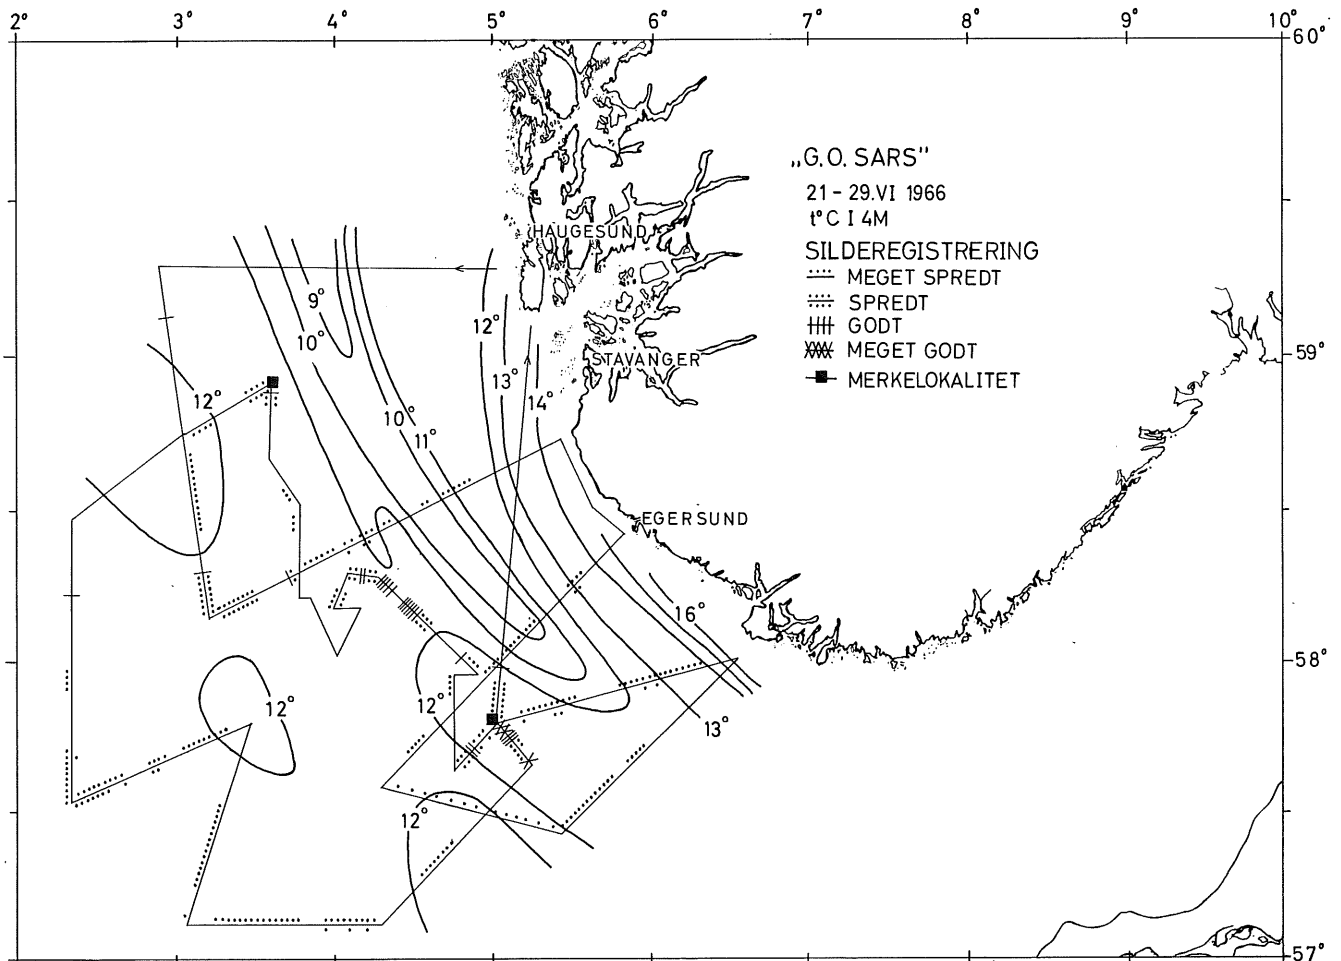 2° 3° 4° 5° 6° 7° 8° 9° 10°
60°
„G.O. SARS"
21 - 29.VI 1966
t°C I 4M
SILDEREGISTRERING
MEGET SPREDT
SPREDT
GODT
MEGET GODT
MERKELOKALITET
HAUGESUND
9°
10°
12°
59°
STAVANGER
13°
12°
14°
10°
11°
EGERSUND
16°
58°
12°
12°
13°
12°
57°